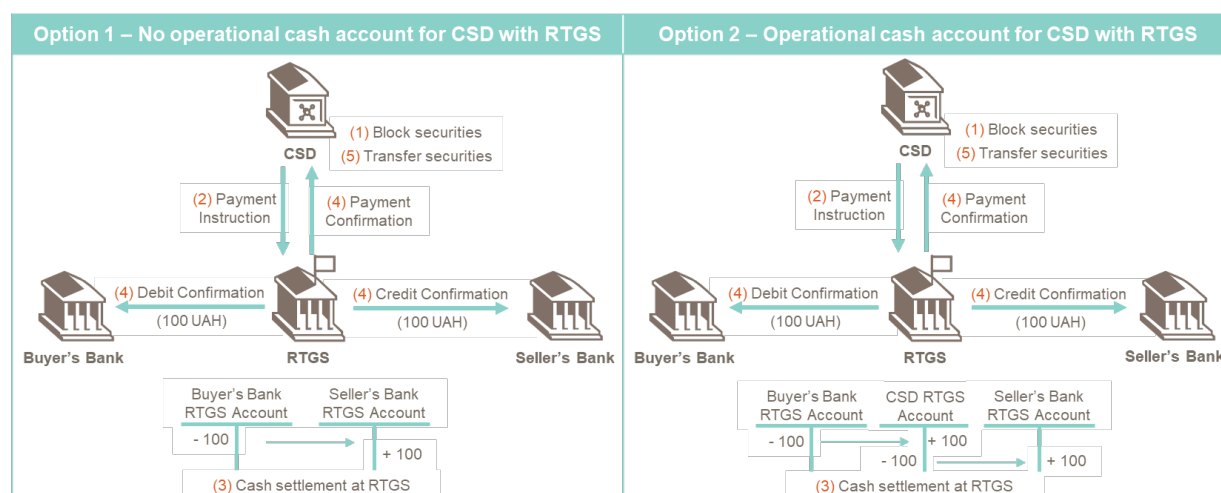 Option 1 – No operational cash account for CSD with RTGS
(1) Block securities
(5) Transfer securities
CSD
(2) Payment
Instruction
(4) Payment
Confirmation
(4) Debit Confirmation
(100 UAH)
(4) Credit Confirmation
(100 UAH)
Buyer's Bank
RTGS
Seller's Bank
Buyer's Bank
RTGS Account
Seller's Bank
RTGS Account
- 100
+ 100
(3) Cash settlement at RTGS
Option 2 – Operational cash account for CSD with RTGS
(1) Block securities
(5) Transfer securities
CSD
(2) Payment
Instruction
(4) Payment
Confirmation
(4) Debit Confirmation
(100 UAH)
(4) Credit Confirmation
(100 UAH)
Buyer's Bank
RTGS
Seller's Bank
Buyer's Bank
RTGS Account
CSD RTGS
Account
Seller's Bank
RTGS Account
- 100
+ 100
- 100
+ 100
(3) Cash settlement at RTGS